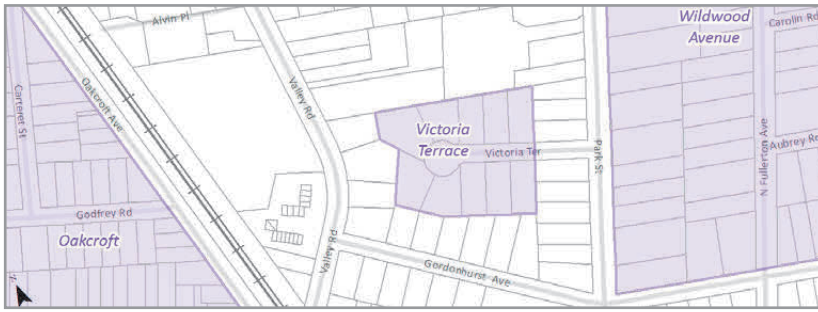 Alvin Pl
Wildwood
Avenue
Carolin Rd
Carteret St
Oakcroft Ave
Valley Rd
Victoria
Terrace
Victoria Ter
Park St
N Fullerton Ave
Aubrey Rd
Godfrey Rd
Oakcroft
Valley Rd
Gordonhurst Ave
N